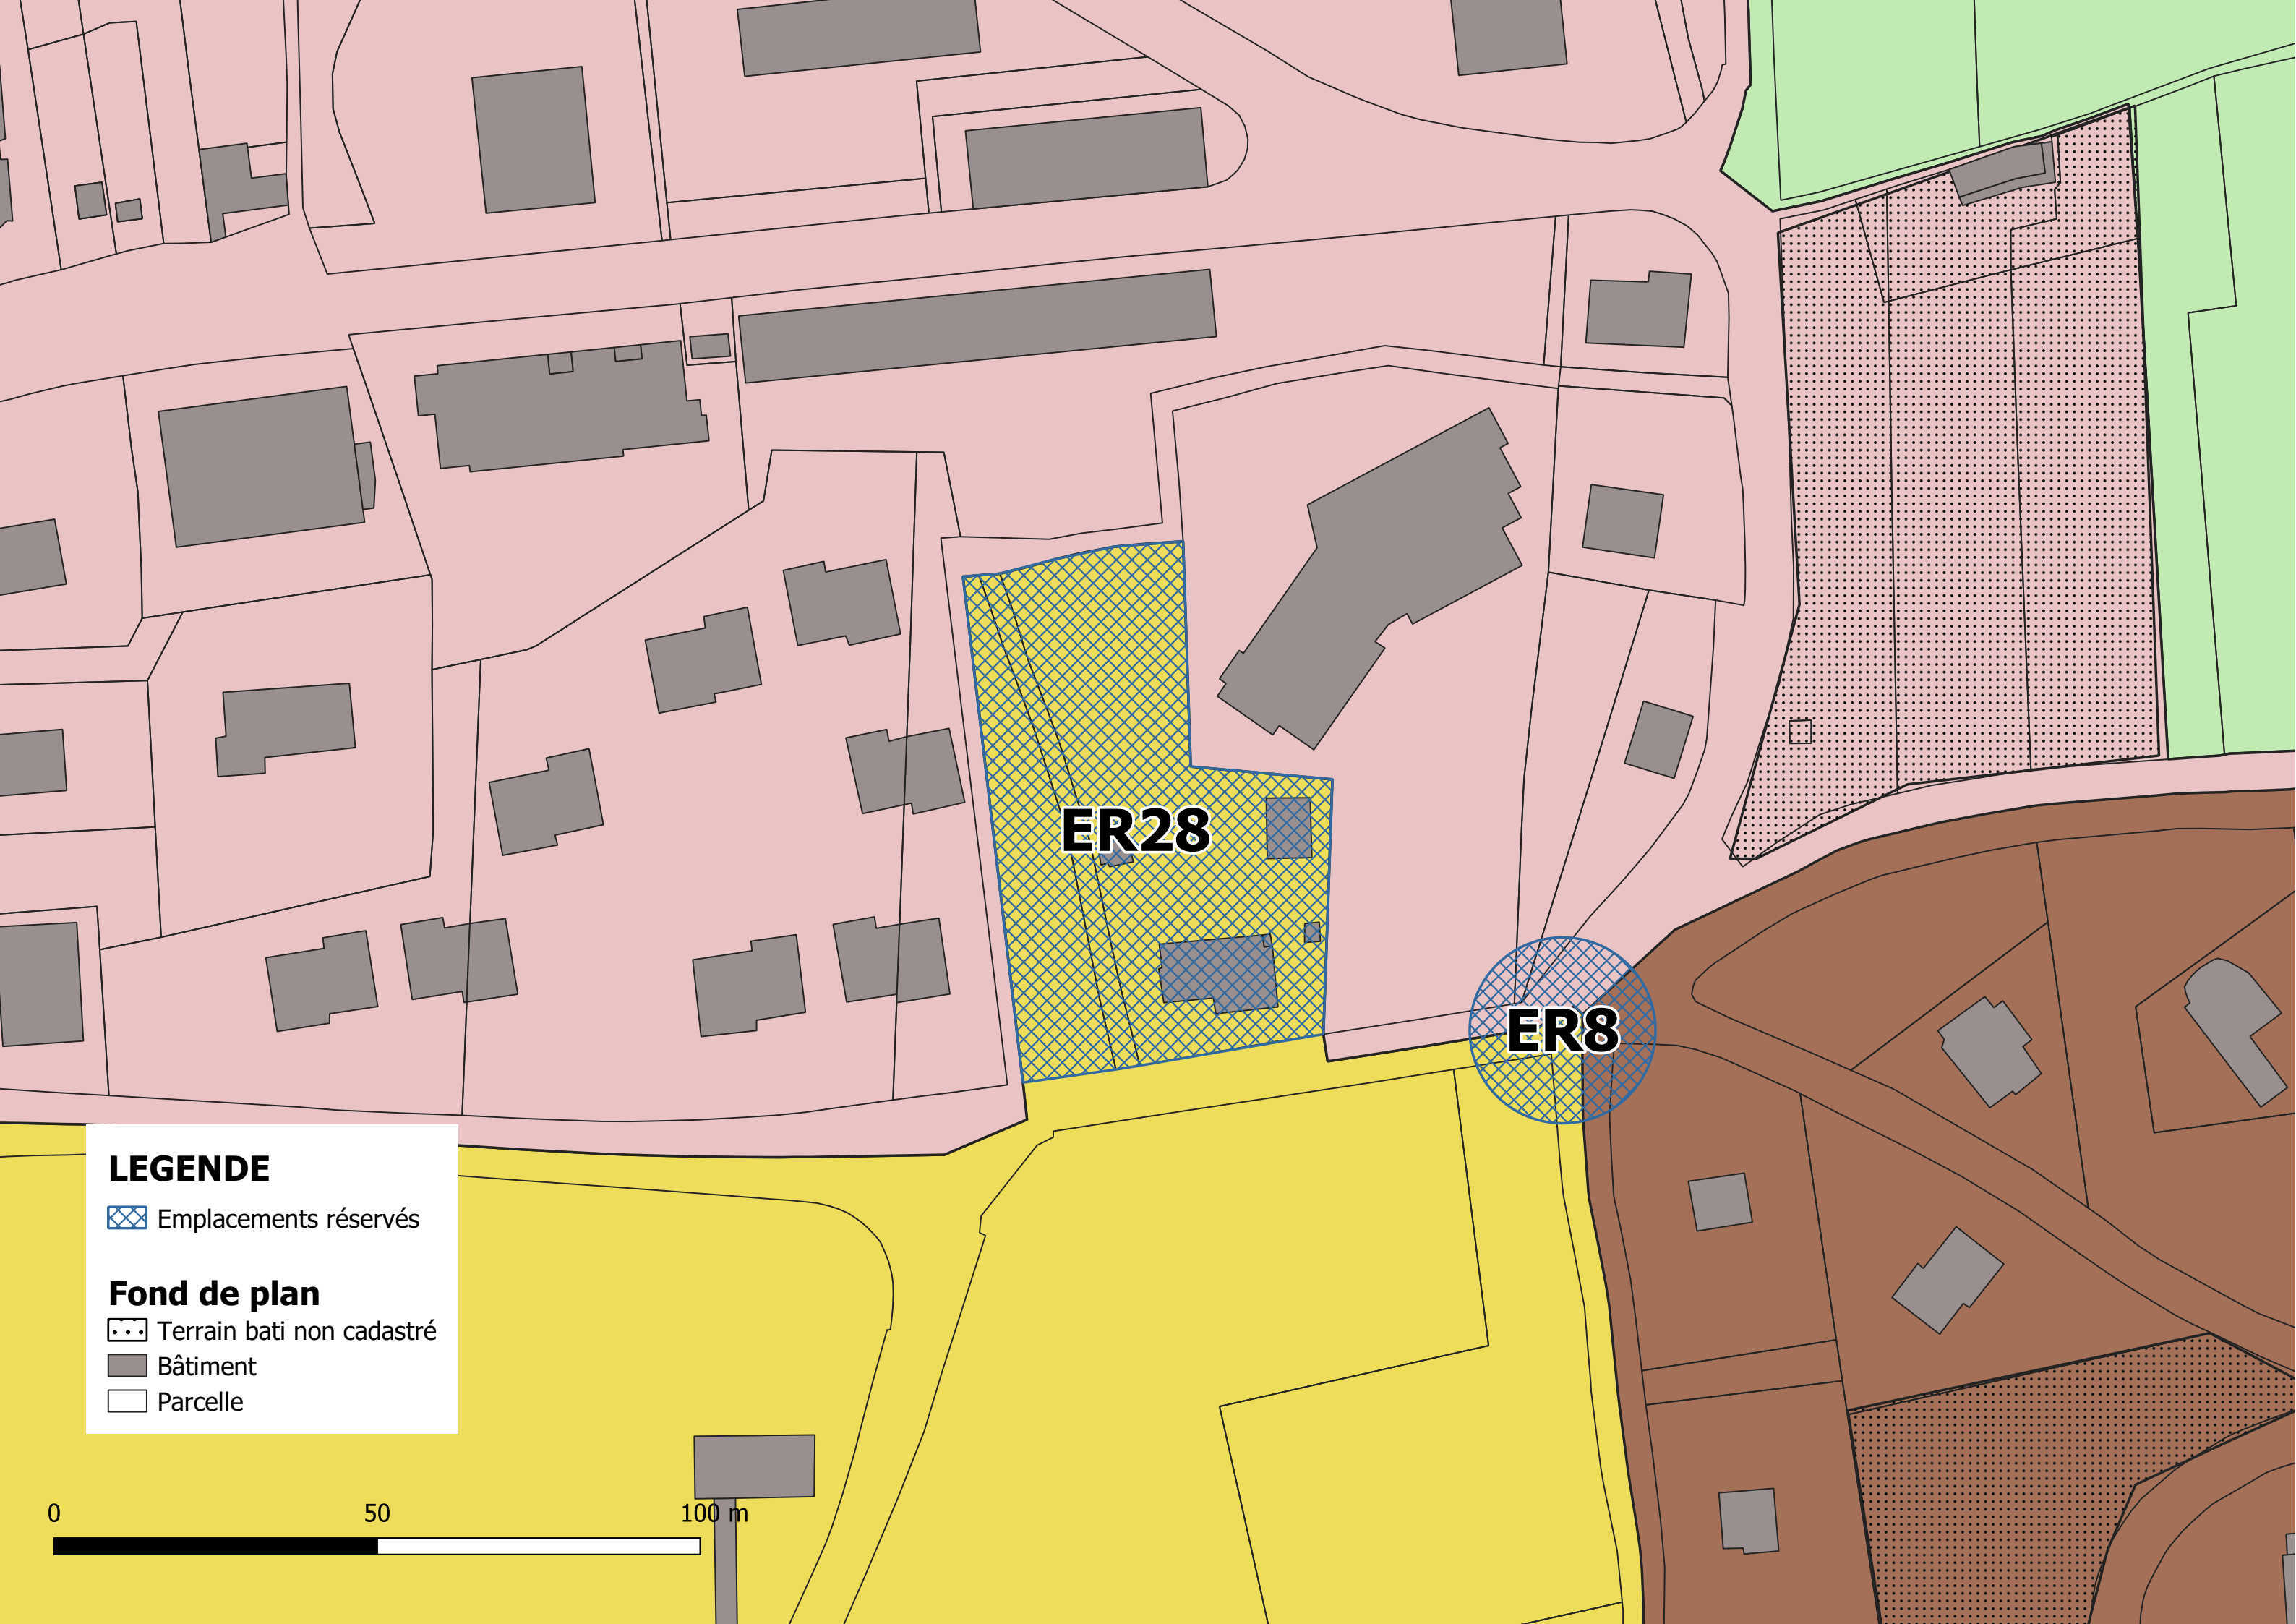 ER28
ER8
LEGENDE
Emplacements réservés
Fond de plan
Terrain bati non cadastré
Bâtiment
Parcelle
0 50 100 m